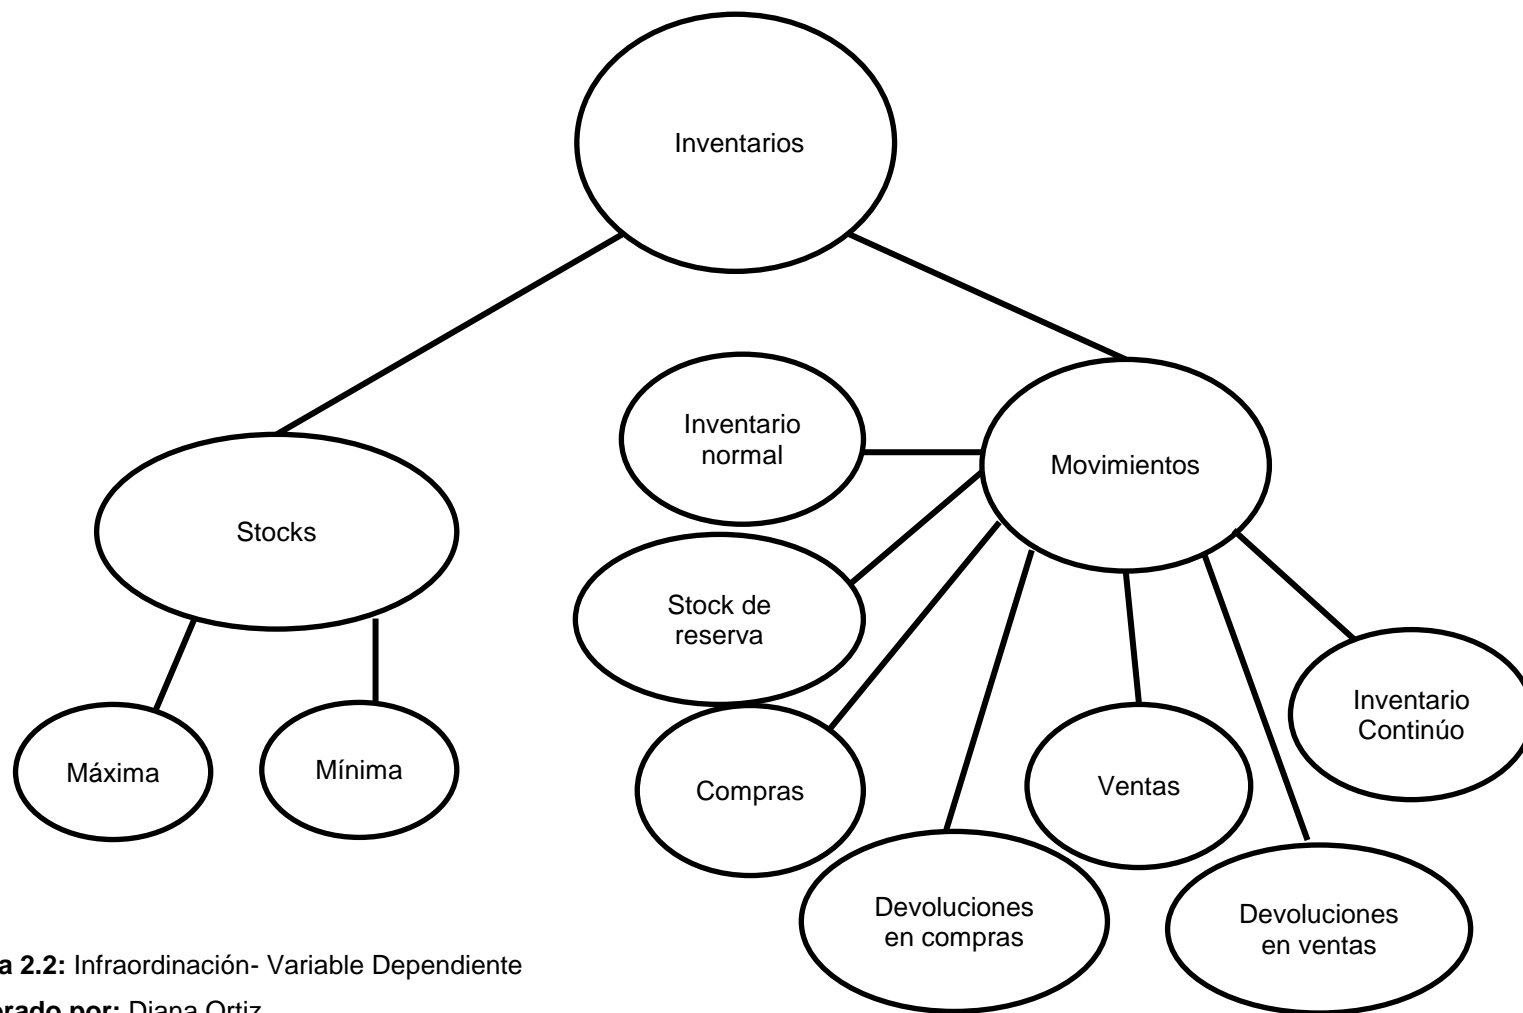 Inventarios
Inventario
normal
Movimientos
Stocks
Stock de
reserva
Inventario
Continúo
Máxima
Mínima
Compras
Ventas
Devoluciones
en compras
Devoluciones
en ventas
a 2.2: Infraordinación- Variable Dependiente
orado por: Diana Ortiz